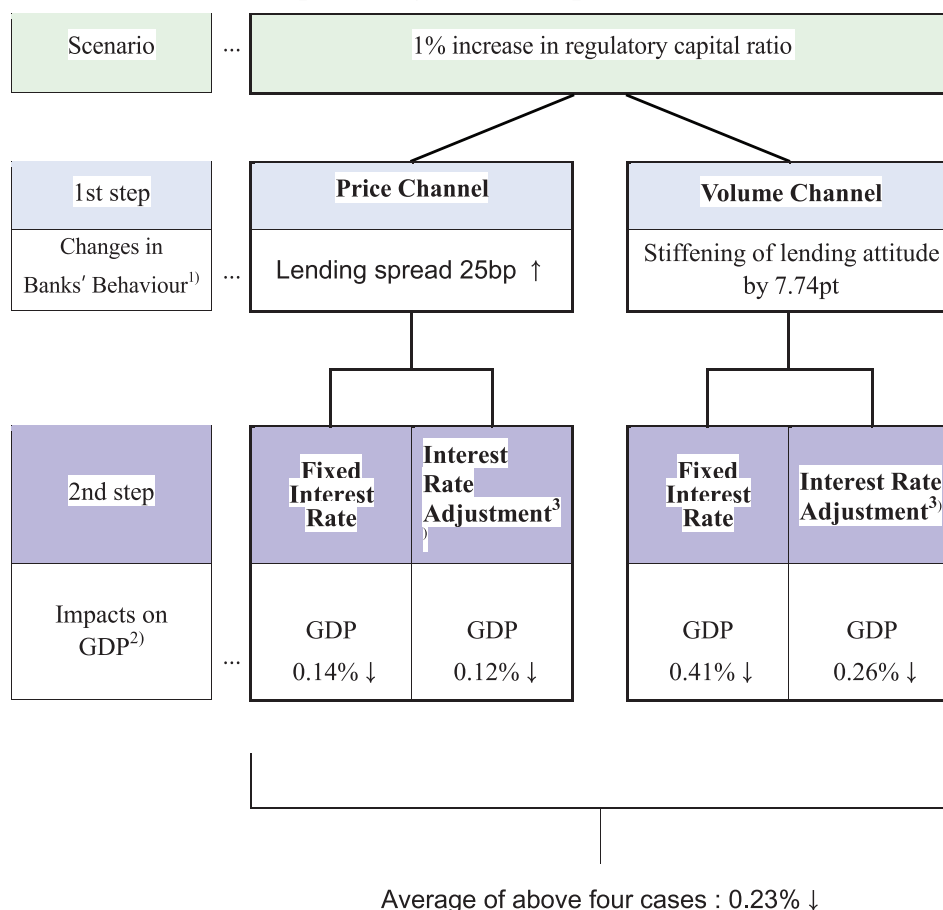 Scenario
...
1% increase in regulatory capital ratio
1st step
Price Channel
Volume Channel
Changes in
Banks' Behaviour1)
...
Lending spread 25bp ↑
Stiffening of lending attitude
by 7.74pt
2nd step
Fixed
Interest
Rate
Interest
Rate
Adjustment3
)
Fixed
Interest
Rate
Interest Rate
Adjustment3)
Impacts on
GDP2)
...
GDP
0.14% ↓
GDP
0.12% ↓
GDP
0.41% ↓
GDP
0.26% ↓
Average of above four cases : 0.23% ↓